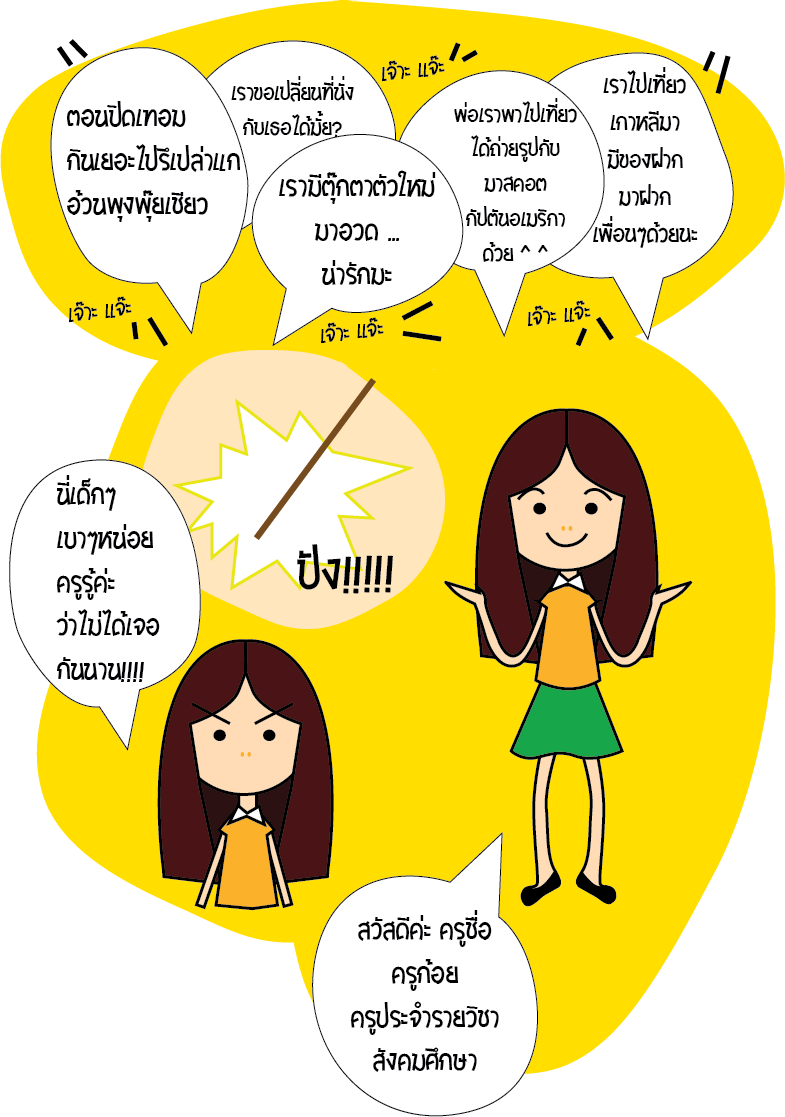 ตอนปิดเทอม
กินเยอะไปรึเปล่าแก
อ้วนพุงพุ๊ยเชียว
เราขอเปลี่ยนที่นั่ง
กับเธอได้มั้ย?
เจ๊าะ แจ๊ะ
เรามีตุ๊กตาตัวใหม่
มาอวด ...
น่ารักมะ
พ่อเราพาไปเที่ยว
ได้ถ่ายรูปกับ
มาสคอต
กัปตันอเมริกา
ด้วย ^ ^
เราไปเที่ยว
เกาหลีมา
มีของฝาก
มาฝาก
เพื่อนๆด้วยนะ
เจ๊าะ แจ๊ะ
เจ๊าะ แจ๊ะ
เจ๊าะ แจ๊ะ
ปัง!!!!!
นี่เด็กๆ
เบาๆหน่อย
ครูรู้ค่ะ
ว่าไม่ได้เจอ
กันนาน!!!!
สวัสดีค่ะ ครูชื่อ
ครูก้อย
ครูประจำรายวิชา
สังคมศึกษา